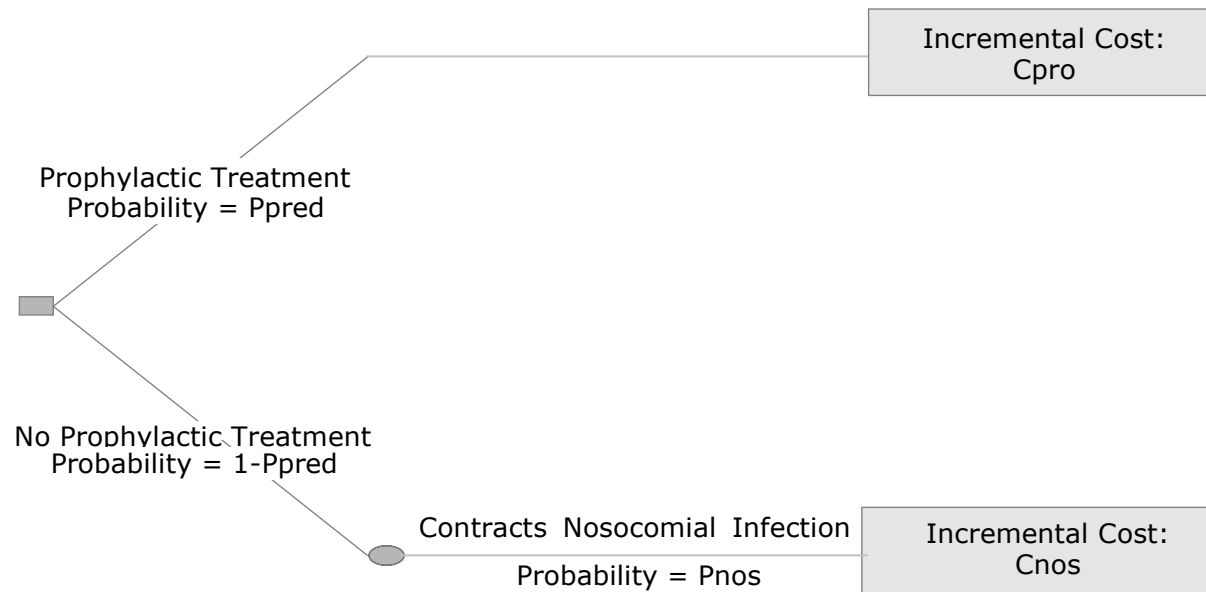 Incremental Cost:
Cpro
Prophylactic Treatment
Probability = Ppred
No Prophylactic Treatment
Probability = 1-Ppred
Contracts Nosocomial Infection
Probability = Pnos
Incremental Cost:
Cnos